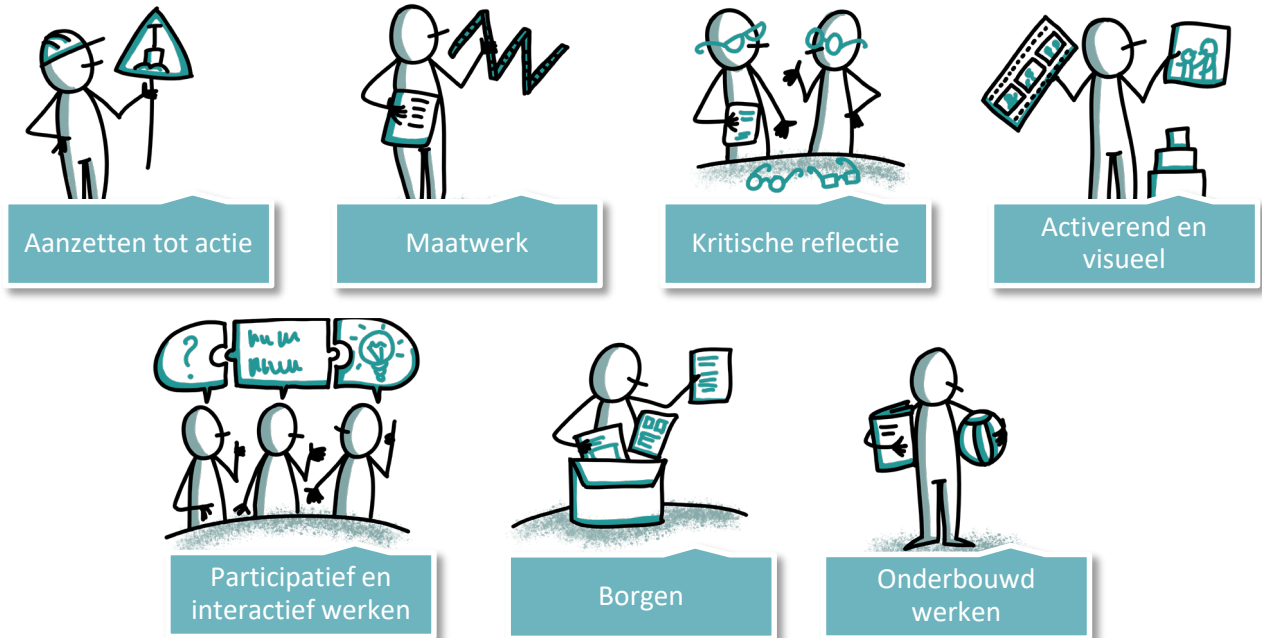 Aanzetten tot actie
Maatwerk
Kritische reflectie
Activerend en
visueel
?
Participatief en
interactief werken
Borgen
Onderbouwd
werken